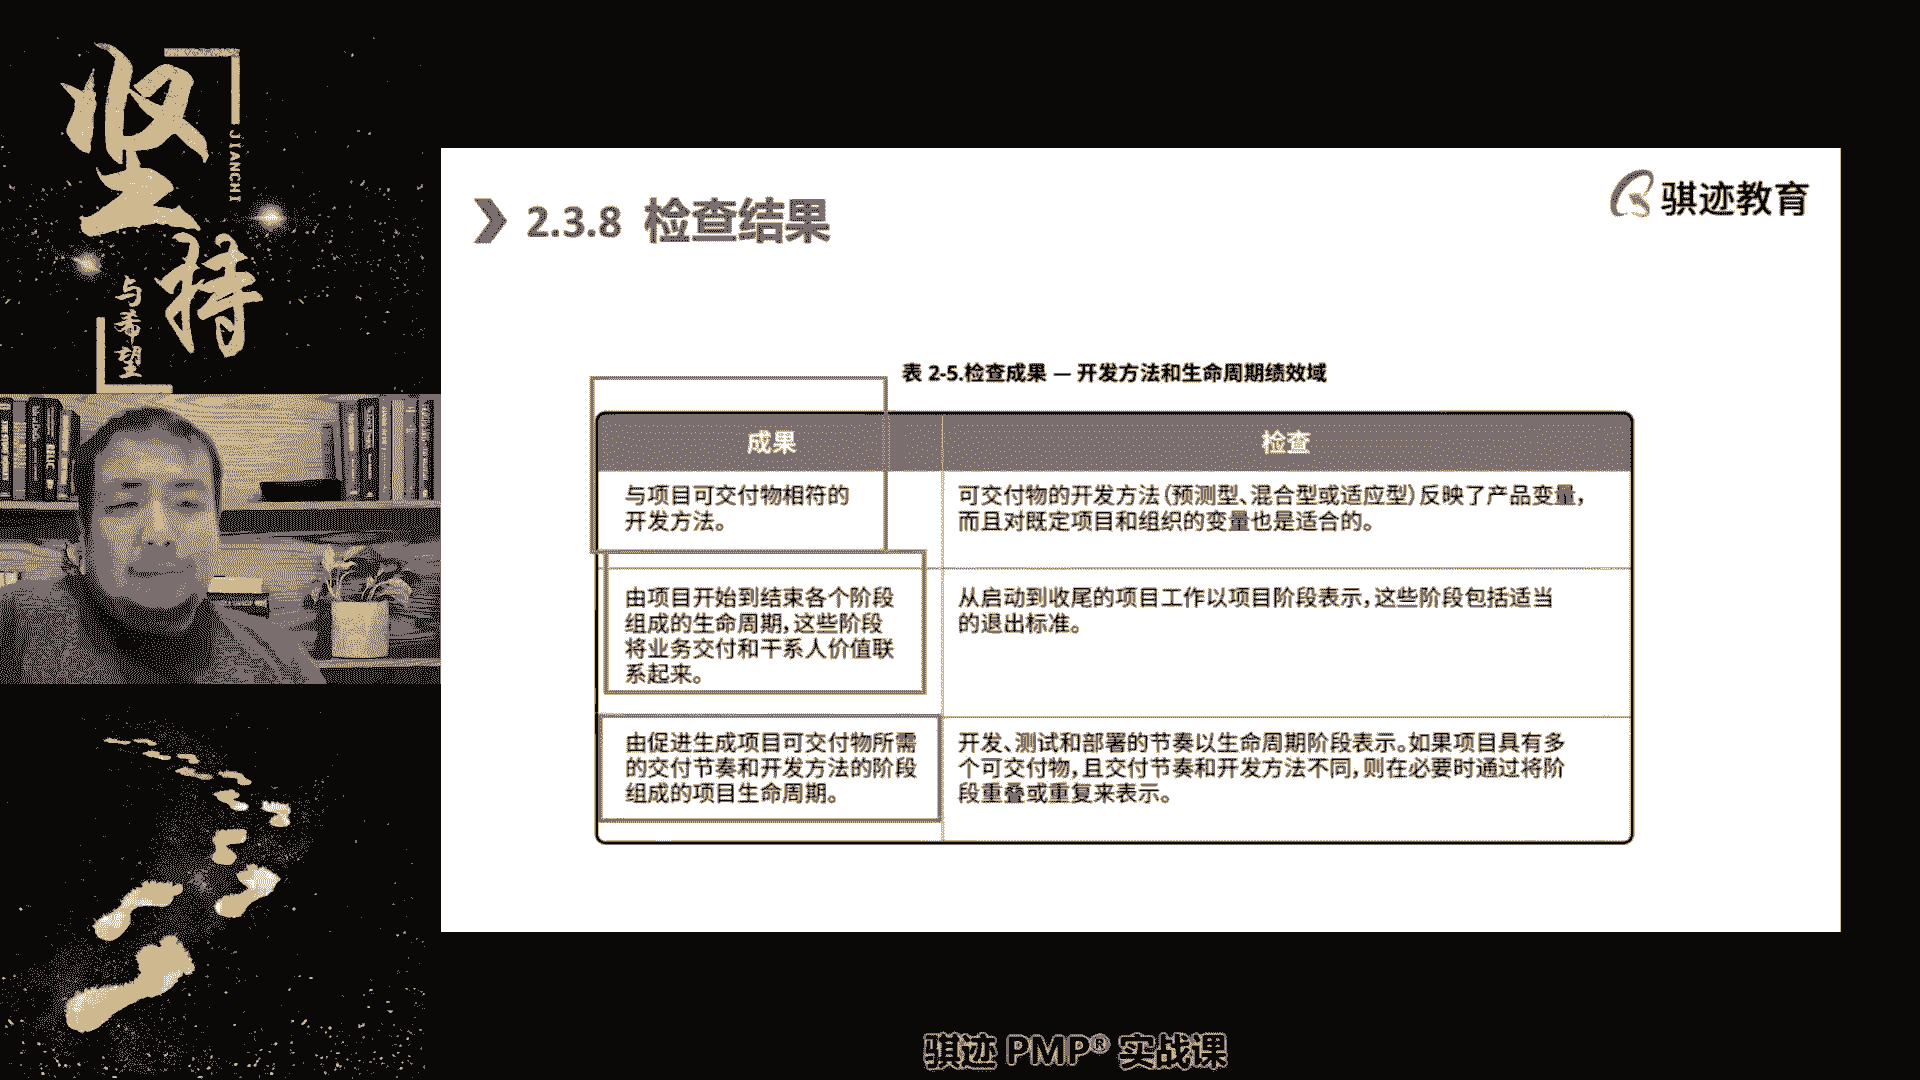 坚持
JIANCHI
与希望
2.3.8 检查结果
骐迹教育
表 2-5.检查成果 — 开发方法和生命周期绩效域
成果
检查
与项目可交付物相符的
开发方法。
可交付物的开发方法（预测型、混合型或适应型）反映了产品变量，
而且对既定项目和组织的变量也是适合的。
由项目开始到结束各个阶段
组成的生命周期，这些阶段
将业务交付和干系人价值联
系起来。
从启动到收尾的项目工作以项目阶段表示，这些阶段包括适当
的退出标准。
由促进生成项目可交付物所需
的交付节奏和开发方法的阶段
组成的项目生命周期。
开发、测试和部署的节奏以生命周期阶段表示。如果项目具有多
个可交付物，且交付节奏和开发方法不同，则在必要时通过将阶
段重叠或重复来表示。
骐迹 PMP® 实战课